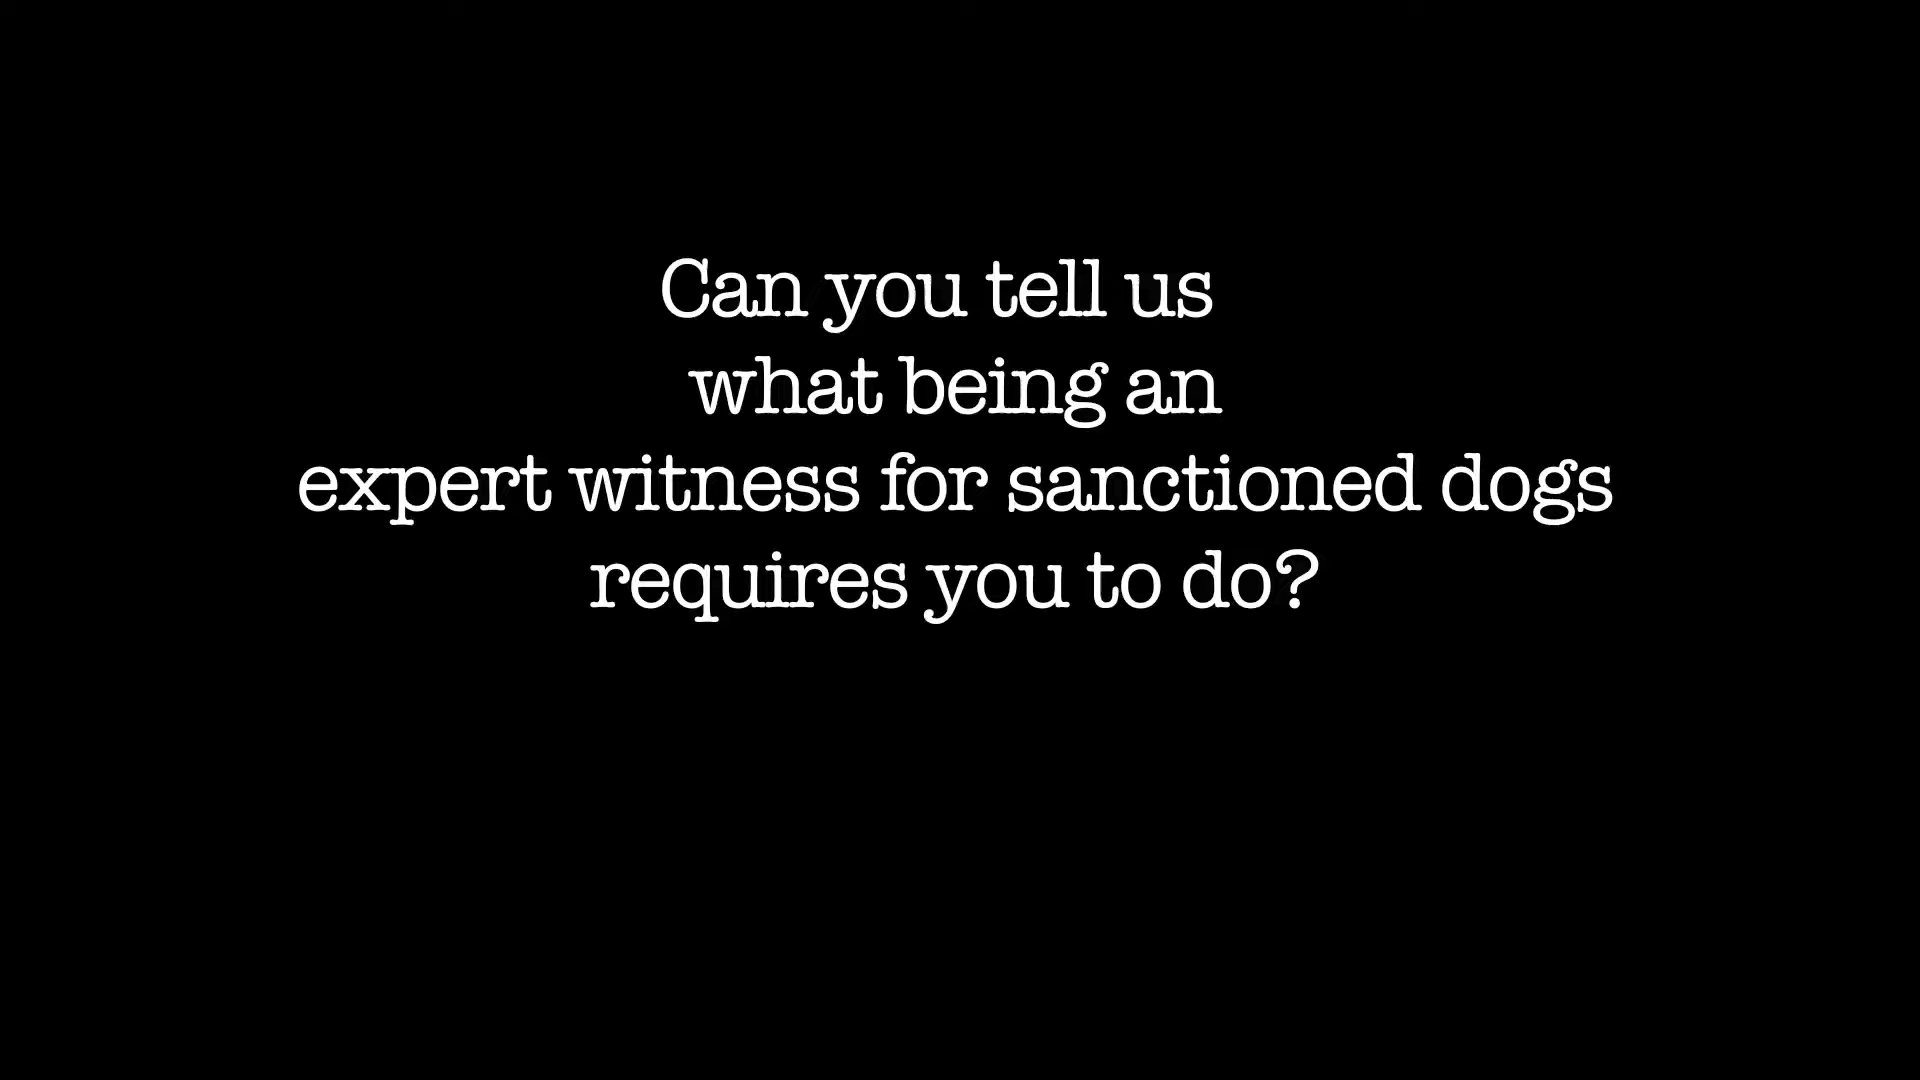 Can you tell us
what being an
expert witness for sanctioned dogs
requires you to do?